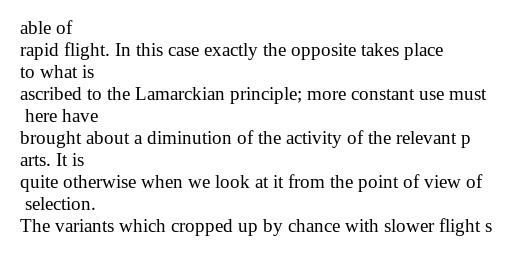 able of
rapid flight. In this case exactly the opposite takes place
to what is
ascribed to the Lamarckian principle; more constant use must
here have
brought about a diminution of the activity of the relevant p
arts. It is
quite otherwise when we look at it from the point of view of
selection.
The variants which cropped up by chance with slower flight s